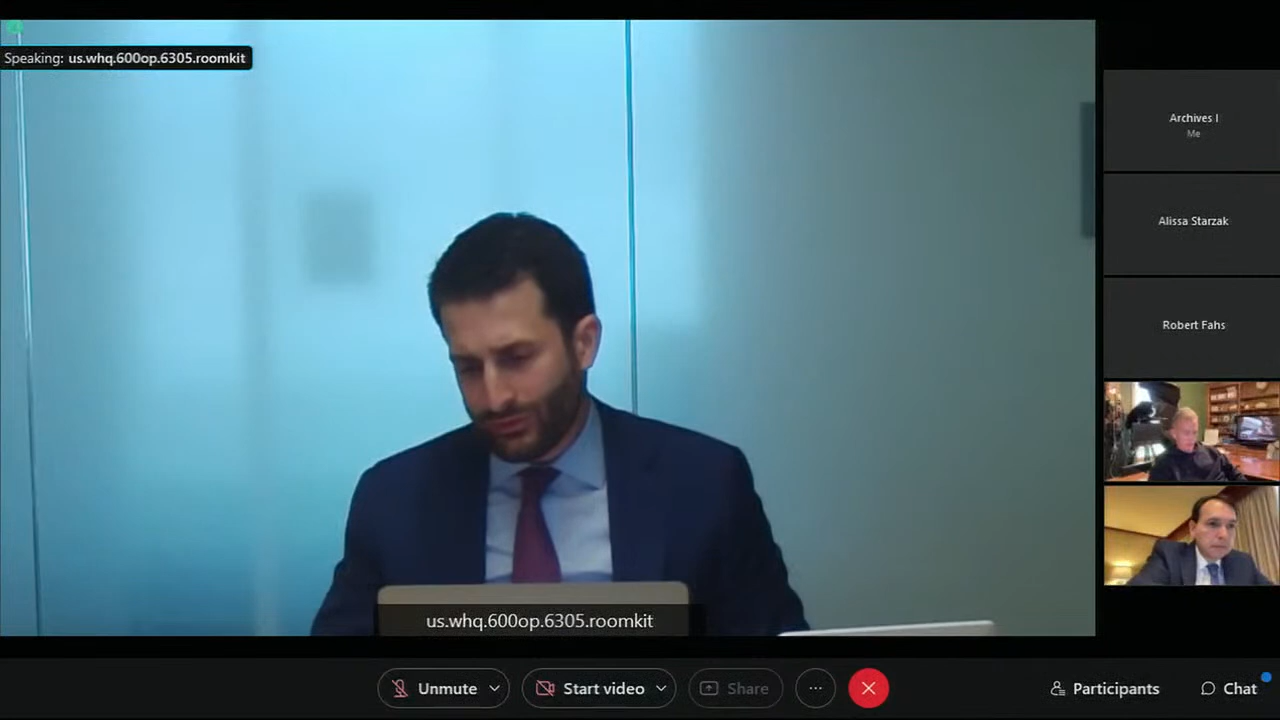 Speaking: us.whq.600op.6305.roomkit
Archives I
Me
Alissa Starzak
Robert Fahs
us.whq.600op.6305.roomkit
Unmute
Start video
Share
Participants
Chat